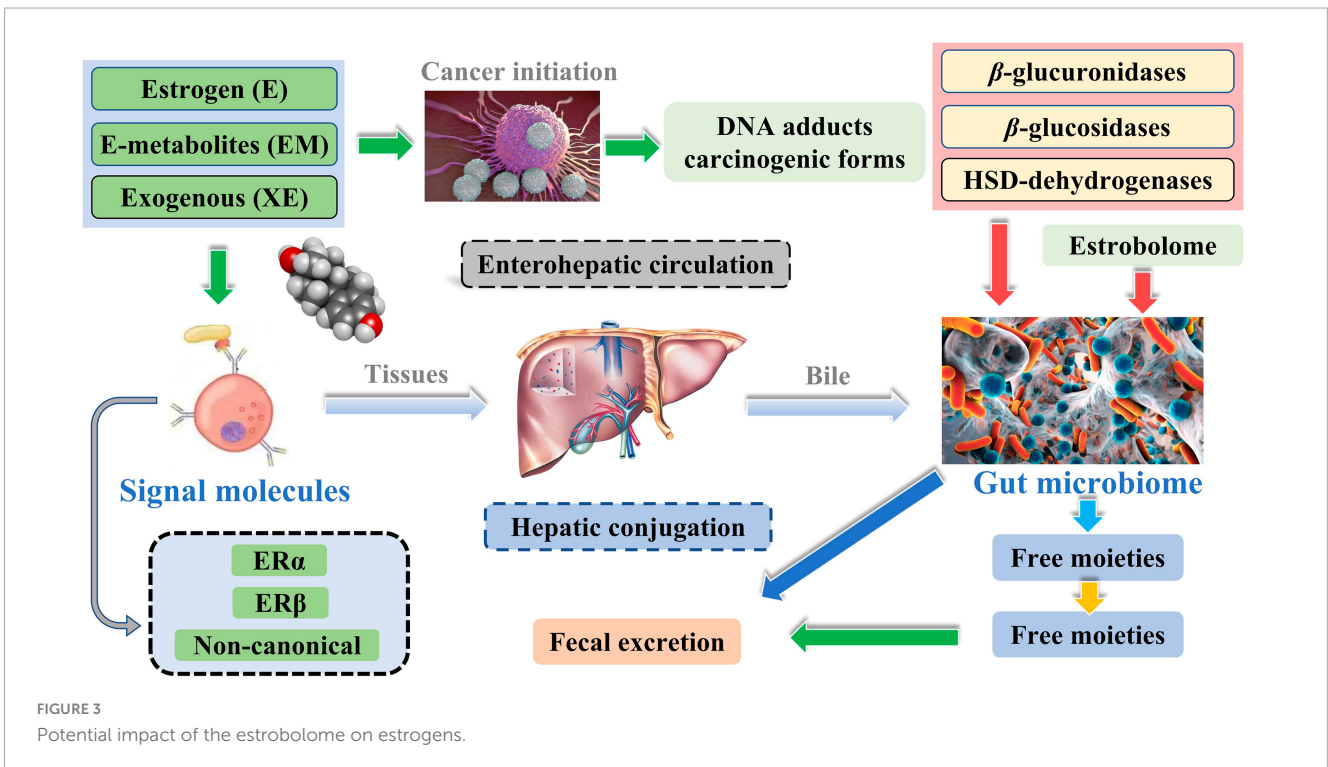 Estrogen (E)
E-metabolites (EM)
Exogenous (XE)
Cancer initiation
DNA adducts
carcinogenic forms
β-glucuronidases
β-glucosidases
HSD-dehydrogenases
Estrobolome
Enterohepatic circulation
Tissues
Bile
Signal molecules
Hepatic conjugation
Gut microbiome
ERα
ERβ
Non-canonical
Free moieties
Free moieties
Fecal excretion
FIGURE 3
Potential impact of the estrobolome on estrogens.